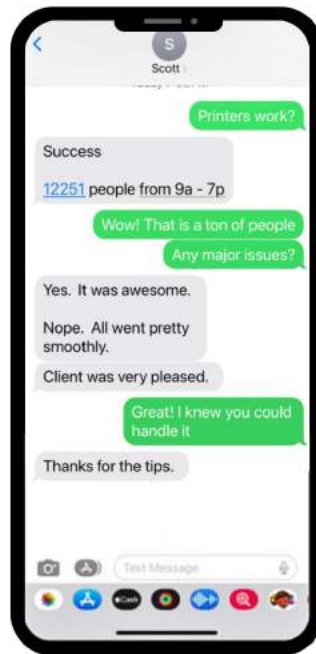 S
Scott
Printers work?
Success
12251 people from 9a - 7p
Wow! That is a ton of people
Any major issues?
Yes. It was awesome.
Nope. All went pretty
smoothly.
Client was very pleased.
Great! I knew you could
handle it
Thanks for the tips.
Text Message
Cash